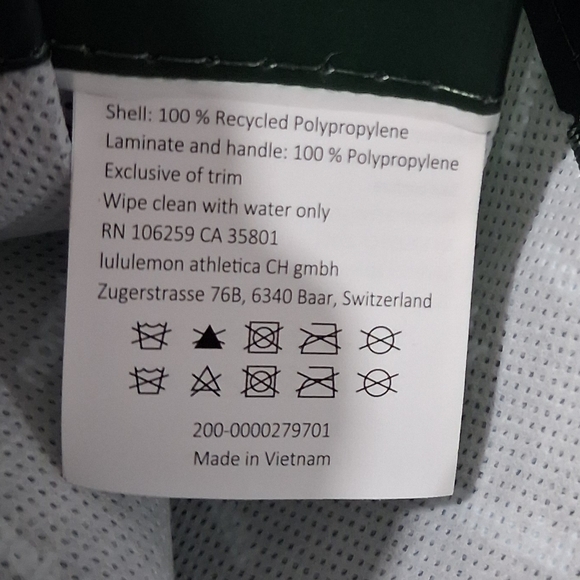 Shell: 100 % Recycled Polypropylene
Laminate and handle: 100 % Polypropylene
Exclusive of trim
Wipe clean with water only
RN 106259 CA 35801
lululemon athletica CH gmbh
Zugerstrasse 76B, 6340 Baar, Switzerland
200-0000279701
Made in Vietnam